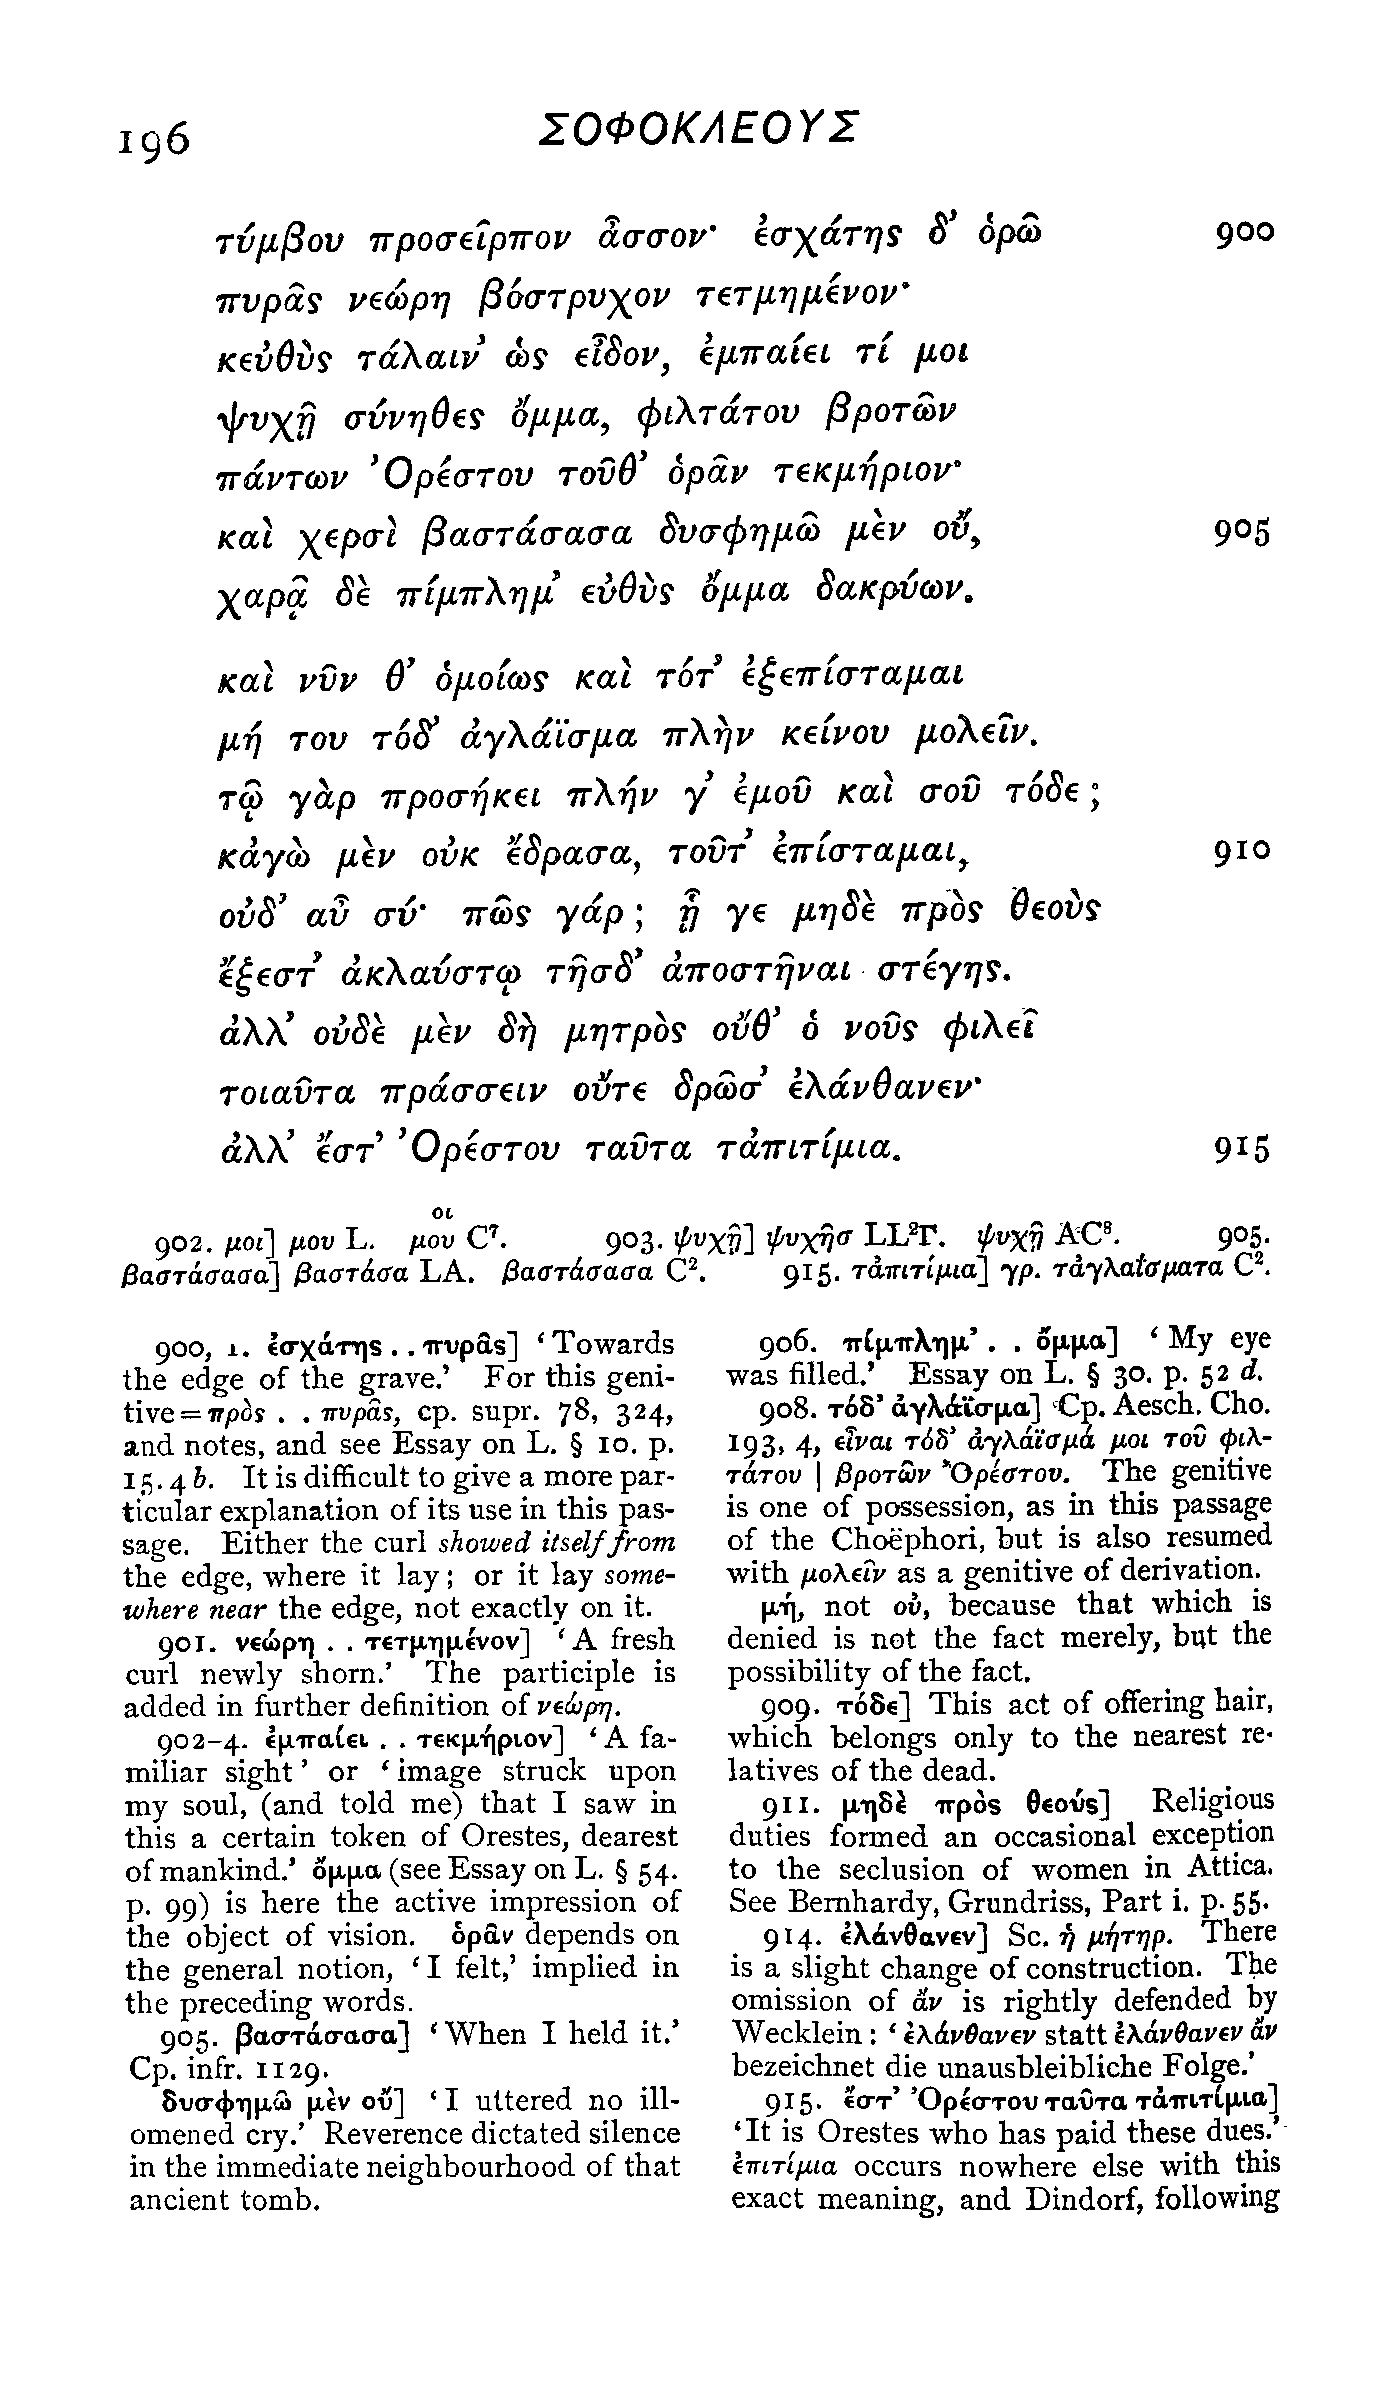 196
ΣΟΦΟΚΛΕΟΥΣ
τύμβου προσεῖρπον ἆσσον· ἐσχάτης δ’ ὁρῶ 900
πυρᾶς νεώρη βόστρυχον τετμημένον·
κεὐθὺς τάλαιν’ ὡς εἶδον, ἐμπαίει τί μοι
ψυχῇ σύνηθες ὄμμα, φιλτάτου βροτῶν
πάντων Ὀρέστου τοῦθ’ ὁρᾶν τεκμήριον·
καὶ χερσὶ βαστάσασα δυσφημῶ μὲν οὔ, 905
χαρᾷ δὲ πίμπλημ’ εὐθὺς ὄμμα δακρύων.
καὶ νῦν θ’ ὁμοίως καὶ τότ’ ἐξεπίσταμαι
μή του τόδ’ ἀγλάϊσμα πλὴν κείνου μολεῖν.
τῷ γὰρ προσήκει πλήν γ’ ἐμοῦ καὶ σοῦ τόδε ;
κἀγὼ μὲν οὐκ ἔδρασα, τοῦτ’ ἐπίσταμαι, 910
οὐδ’ αὖ σύ· πῶς γάρ ; ᾗ γε μηδὲ πρὸς θεοὺς
ἔξεστ’ ἀκλαύστῳ τῆσδ’ ἀποστῆναι στέγης.
ἀλλ’ οὐδὲ μὲν δὴ μητρὸς οὔθ’ ὁ νοῦς φιλεῖ
τοιαῦτα πράσσειν οὔτε δρῶσ’ ἐλάνθανεν·
ἀλλ’ ἔστ’ Ὀρέστου ταῦτα τἀπιτίμια. 915
οι
902. μοι] μου L. μου C⁷. 903. ψυχῇ] ψυχῆσ LL²Γ. ψυχῇ AC⁸. 905.
βαστάσασα] βαστάσα LA. βαστάσασα C². 915. τἀπιτίμια] γρ. τἀγλαΐσματα C².
900, 1. ἐσχάτης . . πυρᾶς] ‘Towards
the edge of the grave.’ For this geni-
tive = πρὸς . . πυρᾶς, cp. supr. 78, 324,
and notes, and see Essay on L. § 10. p.
15. 4 b. It is difficult to give a more par-
ticular explanation of its use in this pas-
sage. Either the curl showed itself from
the edge, where it lay; or it lay some-
where near the edge, not exactly on it.
901. νεώρη . . τετμημένον] ‘A fresh
curl newly shorn.’ The participle is
added in further definition of νεώρη.
902–4. ἐμπαίει . . τεκμήριον] ‘A fa-
miliar sight’ or ‘image struck upon
my soul, (and told me) that I saw in
this a certain token of Orestes, dearest
of mankind.’ ὄμμα (see Essay on L. § 54.
p. 99) is here the active impression of
the object of vision. ὁρᾶν depends on
the general notion, ‘I felt,’ implied in
the preceding words.
905. βαστάσασα] ‘When I held it.’
Cp. infr. 1129.
δυσφημῶ μὲν οὔ] ‘I uttered no ill-
omened cry.’ Reverence dictated silence
in the immediate neighbourhood of that
ancient tomb.
906. πίμπλημ’ . . ὄμμα] ‘My eye
was filled.’ Essay on L. § 30. p. 52 d.
908. τόδ’ ἀγλάϊσμα] Cp. Aesch. Cho.
193, 4, εἶναι τόδ’ ἀγλάϊσμά μοι τοῦ φιλ-
τάτου | βροτῶν Ὀρέστου. The genitive
is one of possession, as in this passage
of the Choëphori, but is also resumed
with μολεῖν as a genitive of derivation.
μή, not οὐ, because that which is
denied is not the fact merely, but the
possibility of the fact.
909. τόδε] This act of offering hair,
which belongs only to the nearest re-
latives of the dead.
911. μηδὲ πρὸς θεούς] Religious
duties formed an occasional exception
to the seclusion of women in Attica.
See Bernhardy, Grundriss, Part i. p. 55.
914. ἐλάνθανεν] Sc. ἡ μήτηρ. There
is a slight change of construction. The
omission of ἄν is rightly defended by
Wecklein: ‘ἐλάνθανεν statt ἐλάνθανεν ἄν
bezeichnet die unausbleibliche Folge.’
915. ἔστ’ Ὀρέστου ταῦτα τἀπιτίμια]
‘It is Orestes who has paid these dues.’
ἐπιτίμια occurs nowhere else with this
exact meaning, and Dindorf, following